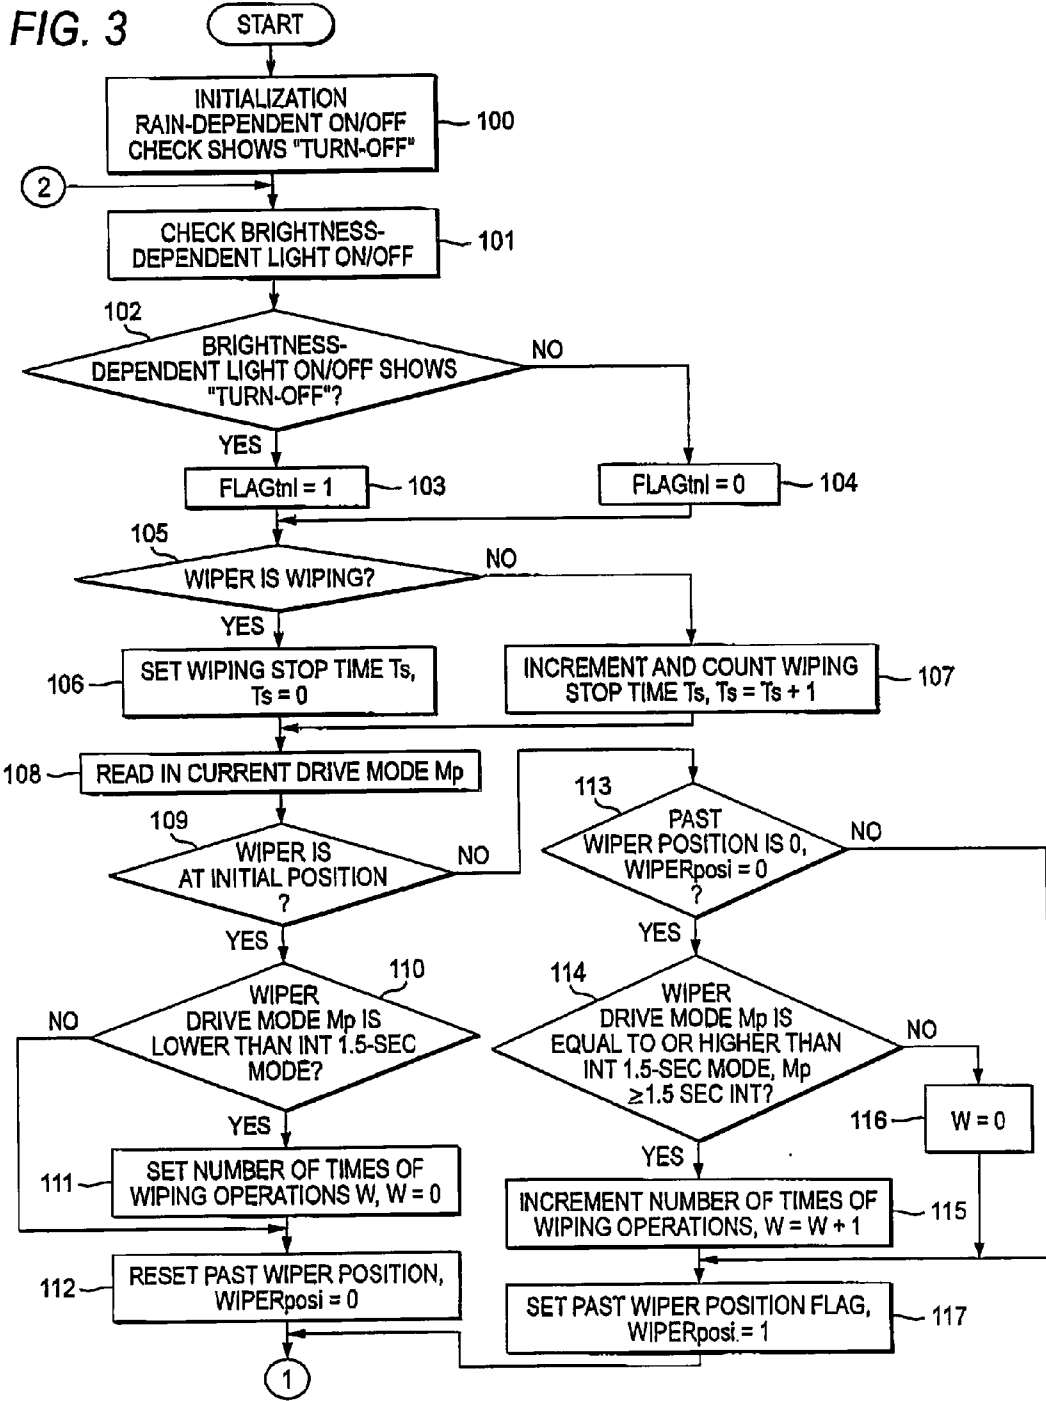 FIG. 3
START
INITIALIZATION
RAIN-DEPENDENT ON/OFF
CHECK SHOWS "TURN-OFF"
100
2
CHECK BRIGHTNESS-
DEPENDENT LIGHT ON/OFF
101
102
BRIGHTNESS-
DEPENDENT LIGHT ON/OFF SHOWS
"TURN-OFF"?
NO
YES
FLAGtnl = 1
103
FLAGtnl = 0
104
105
WIPER IS WIPING?
NO
YES
106
SET WIPING STOP TIME Ts,
Ts = 0
INCREMENT AND COUNT WIPING
STOP TIME Ts, Ts = Ts + 1
107
108
READ IN CURRENT DRIVE MODE Mp
109
WIPER IS
AT INITIAL POSITION
?
NO
YES
113
PAST
WIPER POSITION IS 0,
WIPERposi = 0
?
NO
YES
110
WIPER
DRIVE MODE Mp IS
LOWER THAN INT 1.5-SEC
MODE?
NO
YES
114
WIPER
DRIVE MODE Mp IS
EQUAL TO OR HIGHER THAN
INT 1.5-SEC MODE, Mp
≥1.5 SEC INT?
NO
YES
116
W = 0
111
SET NUMBER OF TIMES OF
WIPING OPERATIONS W, W = 0
INCREMENT NUMBER OF TIMES OF
WIPING OPERATIONS, W = W + 1
115
112
RESET PAST WIPER POSITION,
WIPERposi = 0
SET PAST WIPER POSITION FLAG,
WIPERposi = 1
117
1